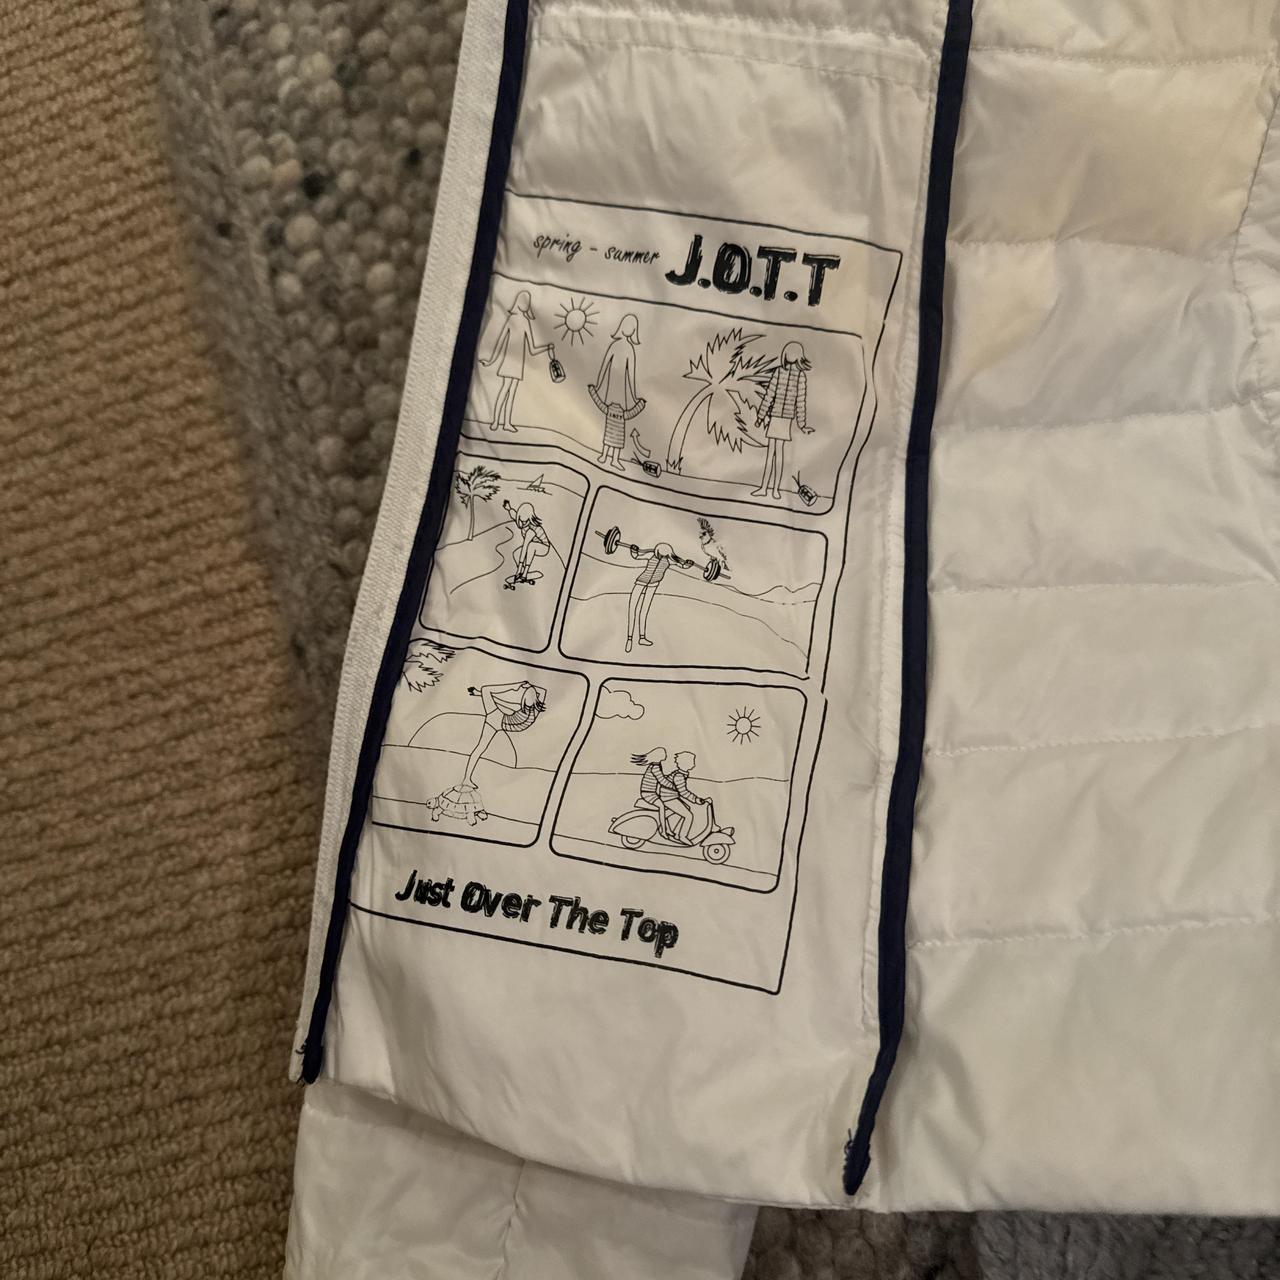 spring - summer J.O.T.T
Just Over The Top